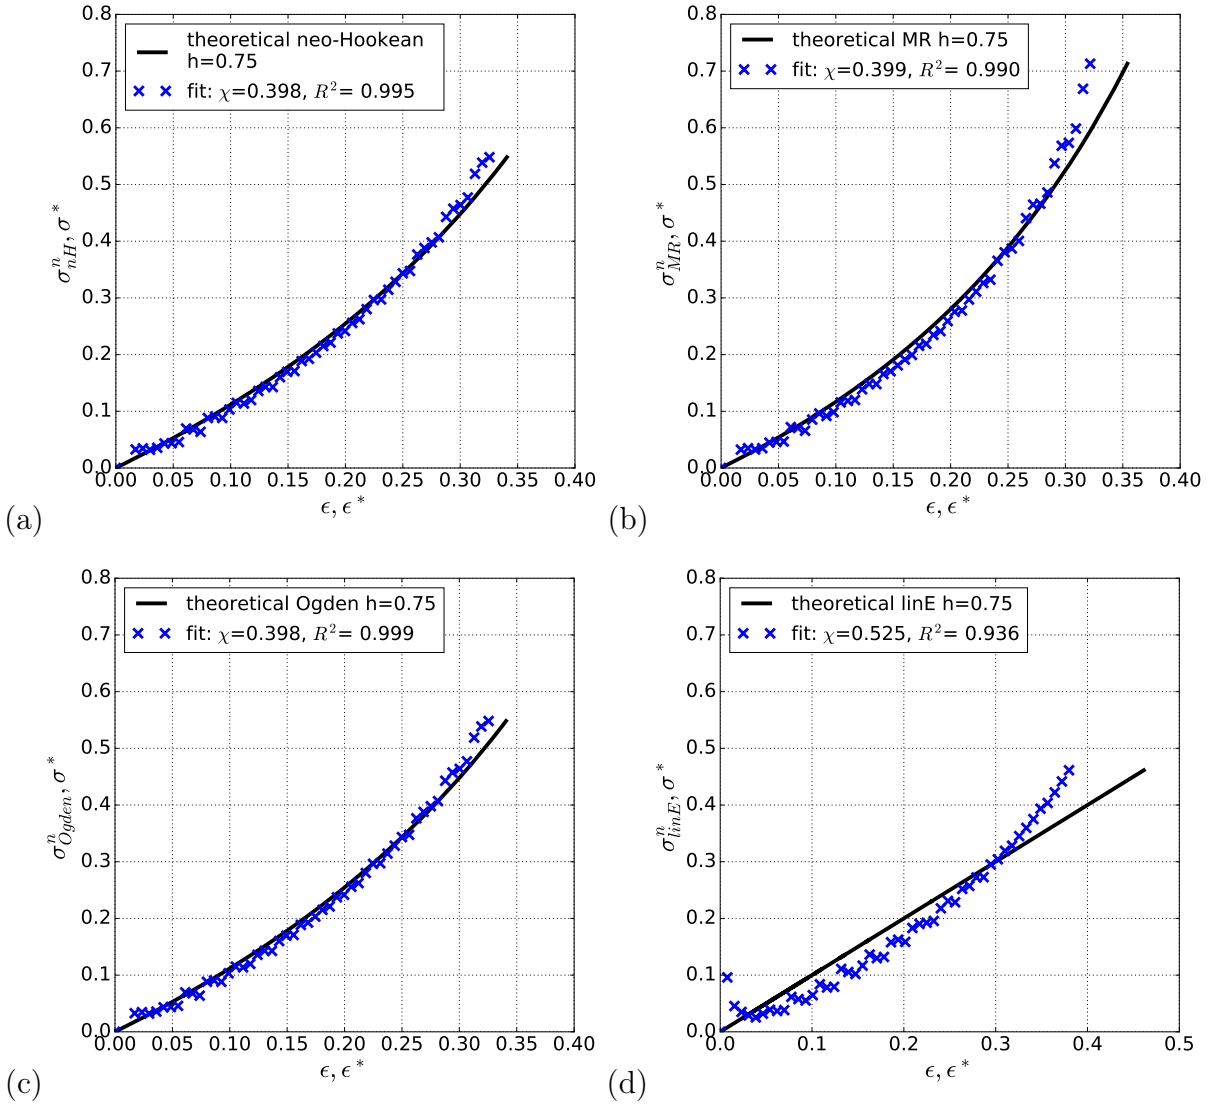 0.8
0.7
0.6
0.5
0.4
0.3
0.2
0.1
0.0
σⁿ_nH, σ*
theoretical neo-Hookean
h=0.75
fit: χ=0.398, R²= 0.995
0.00 0.05 0.10 0.15 0.20 0.25 0.30 0.35 0.40
ϵ, ϵ*
(a)
0.8
0.7
0.6
0.5
0.4
0.3
0.2
0.1
0.0
σⁿ_MR, σ*
theoretical MR h=0.75
fit: χ=0.399, R²= 0.990
0.00 0.05 0.10 0.15 0.20 0.25 0.30 0.35 0.40
ϵ, ϵ*
(b)
0.8
0.7
0.6
0.5
0.4
0.3
0.2
0.1
0.0
σⁿ_Ogden, σ*
theoretical Ogden h=0.75
fit: χ=0.398, R²= 0.999
0.00 0.05 0.10 0.15 0.20 0.25 0.30 0.35 0.40
ϵ, ϵ*
(c)
0.8
0.7
0.6
0.5
0.4
0.3
0.2
0.1
0.0
σⁿ_linE, σ*
theoretical linE h=0.75
fit: χ=0.525, R²= 0.936
0.0 0.1 0.2 0.3 0.4 0.5
ϵ, ϵ*
(d)